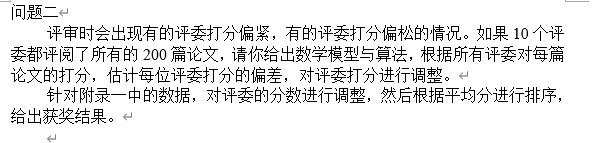 问题二
评审时会出现有的评委打分偏紧，有的评委打分偏松的情况。如果 10 个评
委都评阅了所有的 200 篇论文，请你给出数学模型与算法，根据所有评委对每篇
论文的打分，估计每位评委打分的偏差，对评委打分进行调整。
针对附录一中的数据，对评委的分数进行调整，然后根据平均分进行排序，
给出获奖结果。